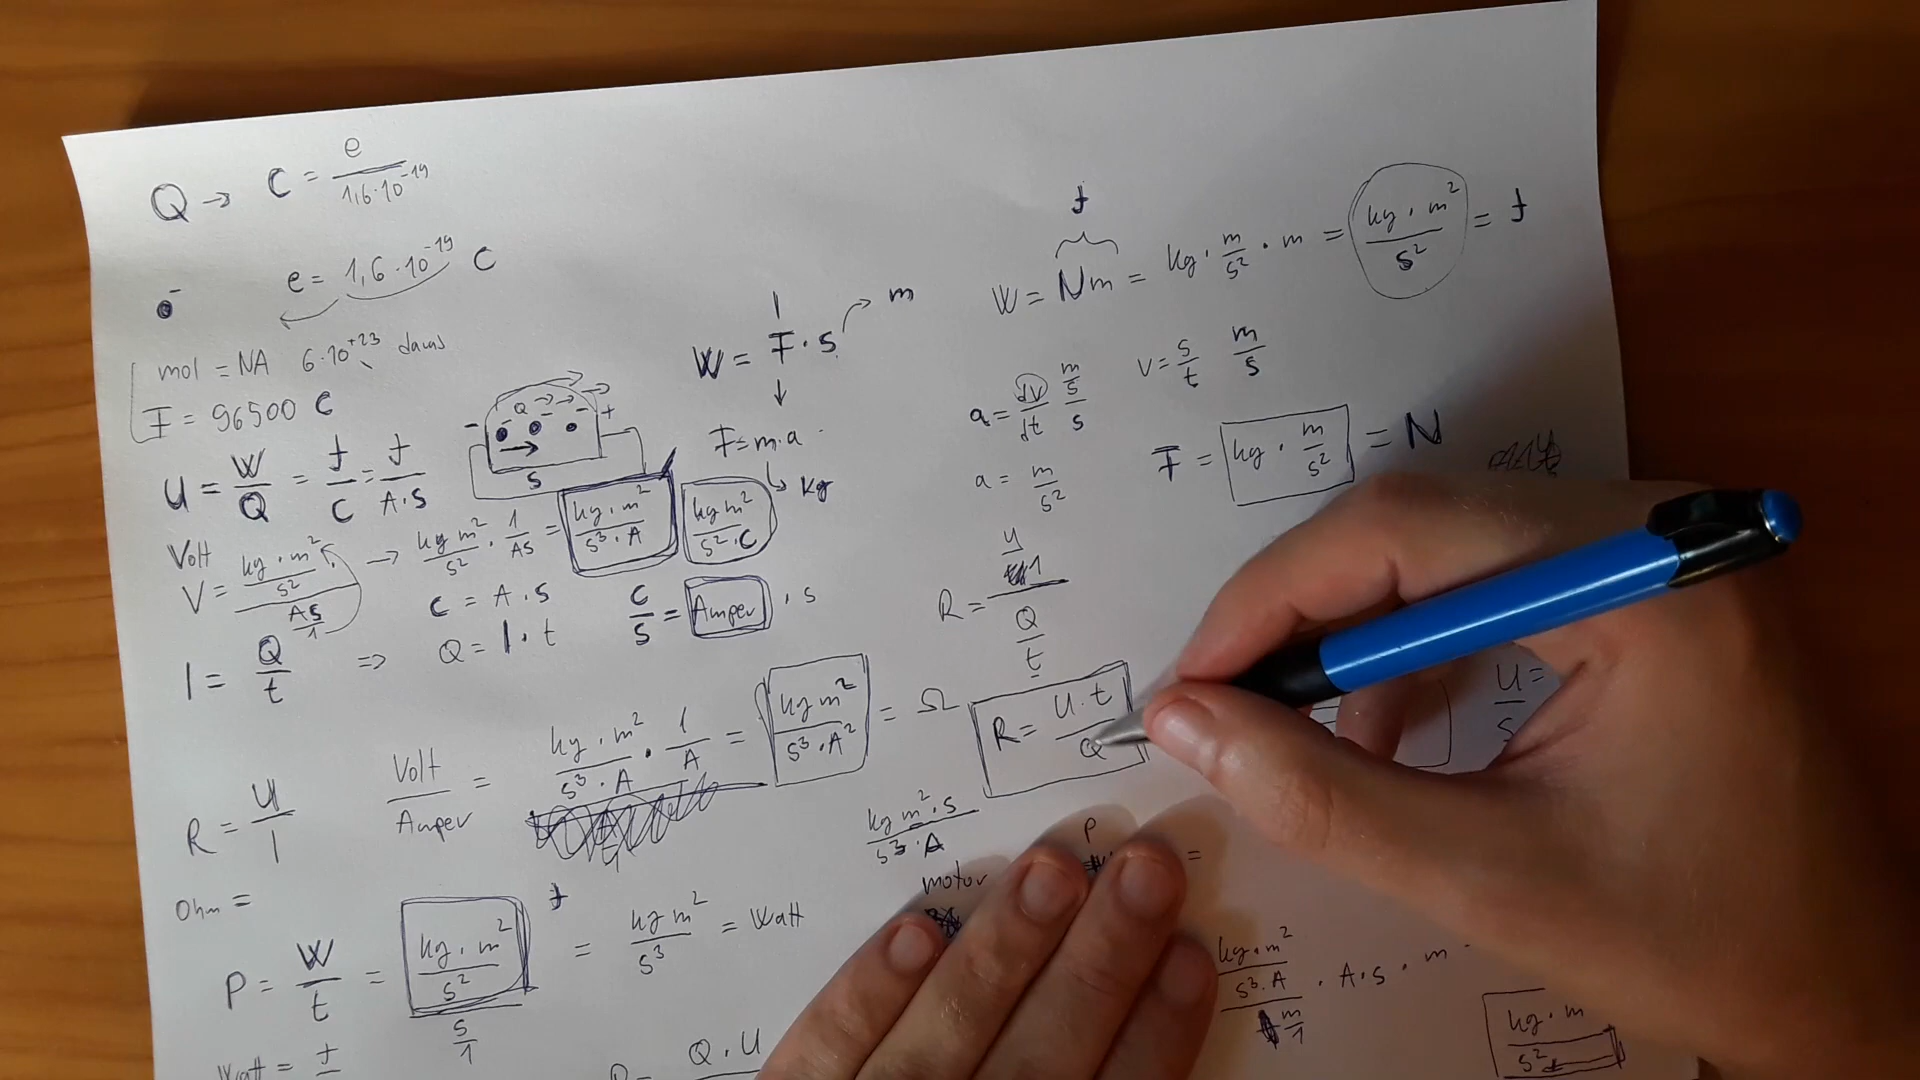 Q → C = e / 1,6·10^-19
e = 1,6·10^-19 C
mol = NA 6·10^+23
F = 96500 C
U = W/Q = J/C = J/(A·s)
- Q → → → +
s
Volt
V = (kg·m²/s²)/(As/1) → kg m²/s² · 1/As = kg·m²/(s³·A)
kg m²/(s²·C)
C = A·s
C/s = Amper · s
I = Q/t ⇒ Q = I·t
R = U/I
Volt/Amper = kg·m²/(s³·A) · 1/A = kg m²/(s³·A²) = Ω
Ohm =
P = W/t = (kg·m²/s²)/(s/1) J = kg m²/s³ = Watt
Watt = J
Q·U
W = F·s → m
F = m·a
kg
J
W = Nm = kg·m/s²·m = kg·m²/s² = J
a = dv/dt (m/s)/s
v = s/t m/s
a = m/s²
F = kg·m/s² = N
R = (U/1)/(Q/t)
R = U·t/Q
U =
s
kg m²·s/(s³·A)
motor
P
=
(kg·m²/(s³·A))/(m/1) · A·s · m
kg·m/s²